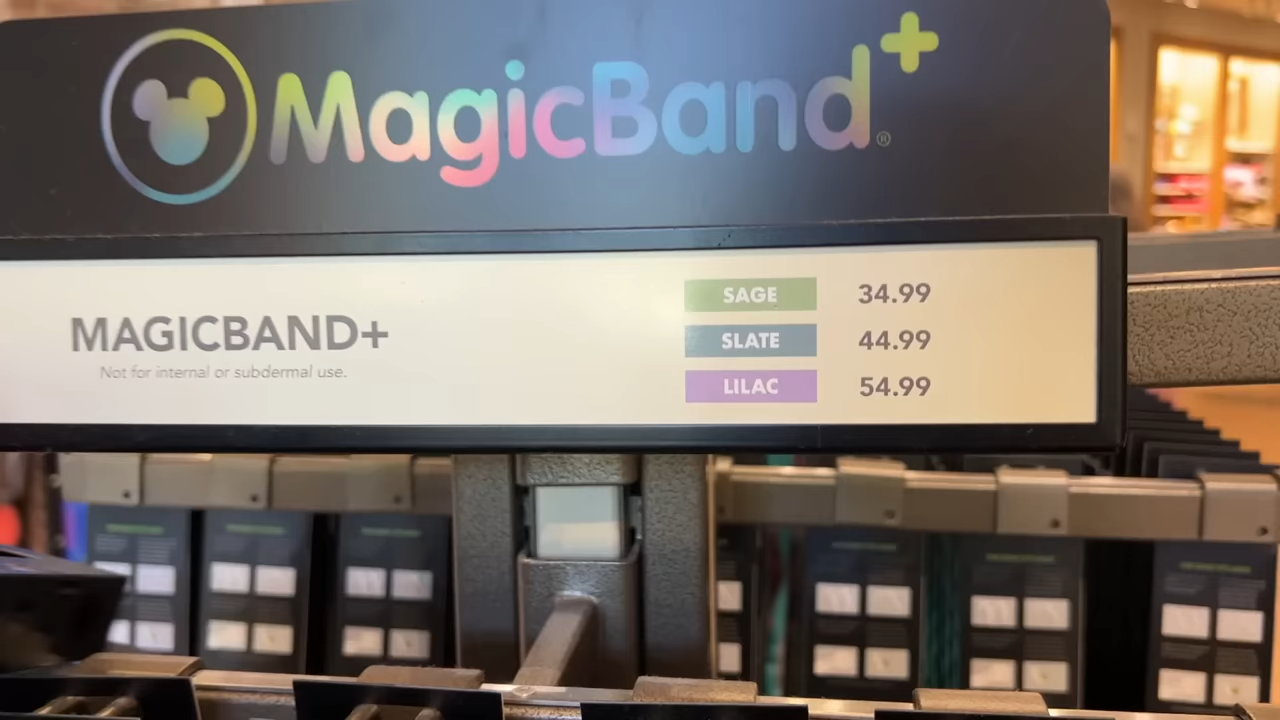 MagicBand+®
MAGICBAND+
Not for internal or subdermal use.
SAGE 34.99
SLATE 44.99
LILAC 54.99